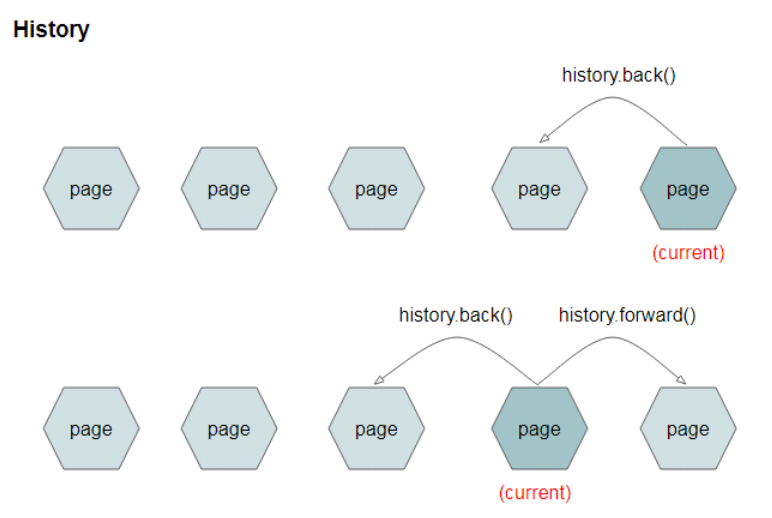 History
history.back()
page page page page page
(current)
history.back() history.forward()
page page page page page
(current)